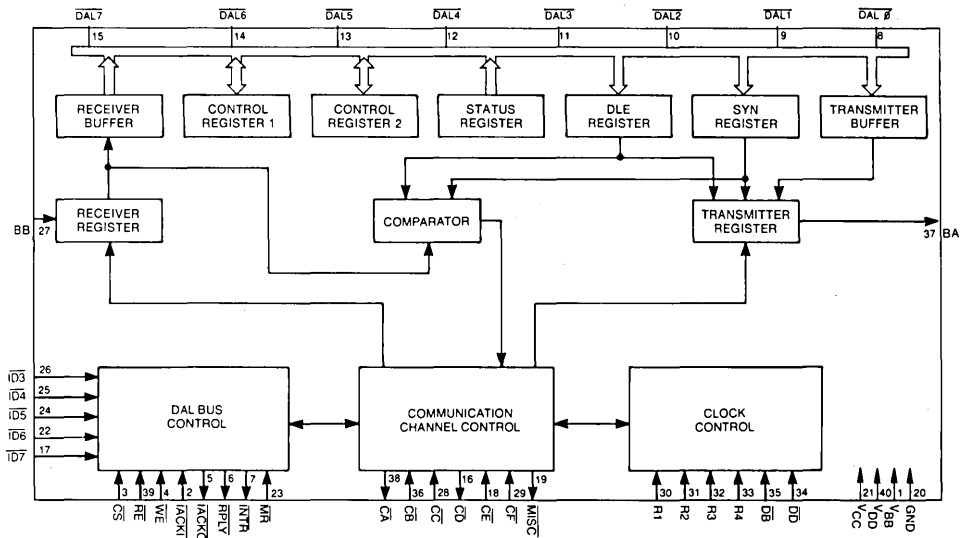 DAL7 DAL6 DAL5 DAL4 DAL3 DAL2 DAL1 DAL Ø
15 14 13 12 11 10 9 8
RECEIVER BUFFER
CONTROL REGISTER 1
CONTROL REGISTER 2
STATUS REGISTER
DLE REGISTER
SYN REGISTER
TRANSMITTER BUFFER
BB 27
RECEIVER REGISTER
COMPARATOR
TRANSMITTER REGISTER
37 BA
ID3 26
ID4 25
ID5 24
ID6 22
ID7 17
DAL BUS CONTROL
COMMUNICATION CHANNEL CONTROL
CLOCK CONTROL
3 39 4 2 5 6 7 23 38 36 28 16 18 29 19 30 31 32 33 35 34 21 40 1 20
CS RE WE IACKI IACKO RPLY INTR MR CA CB CC CD CE CF MISC R1 R2 R3 R4 DB DD VCC VDD VBB GND